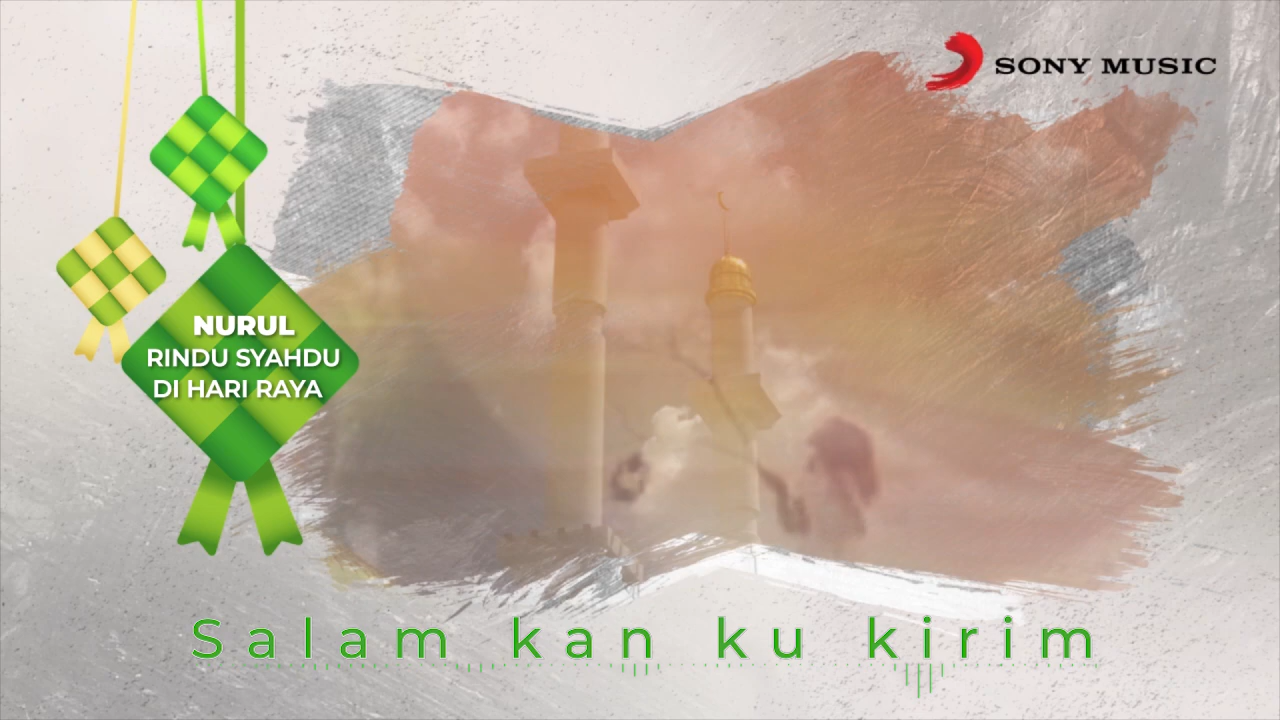 SONY MUSIC
NURUL
RINDU SYAHDU
DI HARI RAYA
Salam kan ku kirim